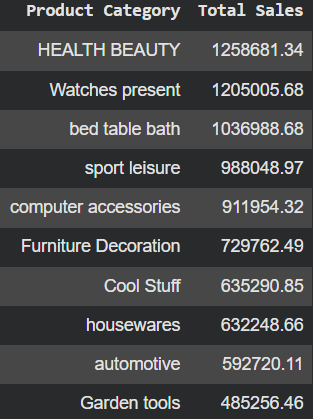 Product Category Total Sales
HEALTH BEAUTY 1258681.34
Watches present 1205005.68
bed table bath 1036988.68
sport leisure 988048.97
computer accessories 911954.32
Furniture Decoration 729762.49
Cool Stuff 635290.85
housewares 632248.66
automotive 592720.11
Garden tools 485256.46